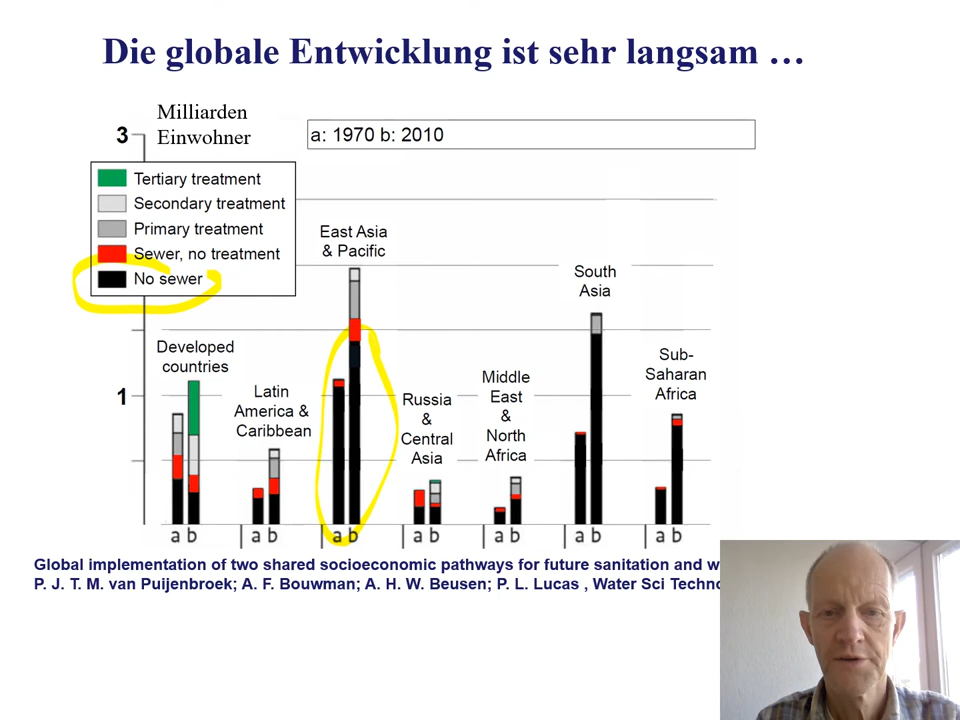 Die globale Entwicklung ist sehr langsam …
Milliarden
Einwohner
3
a: 1970 b: 2010
Tertiary treatment
Secondary treatment
Primary treatment
Sewer, no treatment
No sewer
East Asia
& Pacific
South
Asia
Developed
countries
Sub-
Saharan
Africa
Middle
East
&
North
Africa
Latin
America &
Caribbean
Russia
&
Central
Asia
1
a b
a b
a b
a b
a b
a b
a b
Global implementation of two shared socioeconomic pathways for future sanitation and w
P. J. T. M. van Puijenbroek; A. F. Bouwman; A. H. W. Beusen; P. L. Lucas , Water Sci Techno